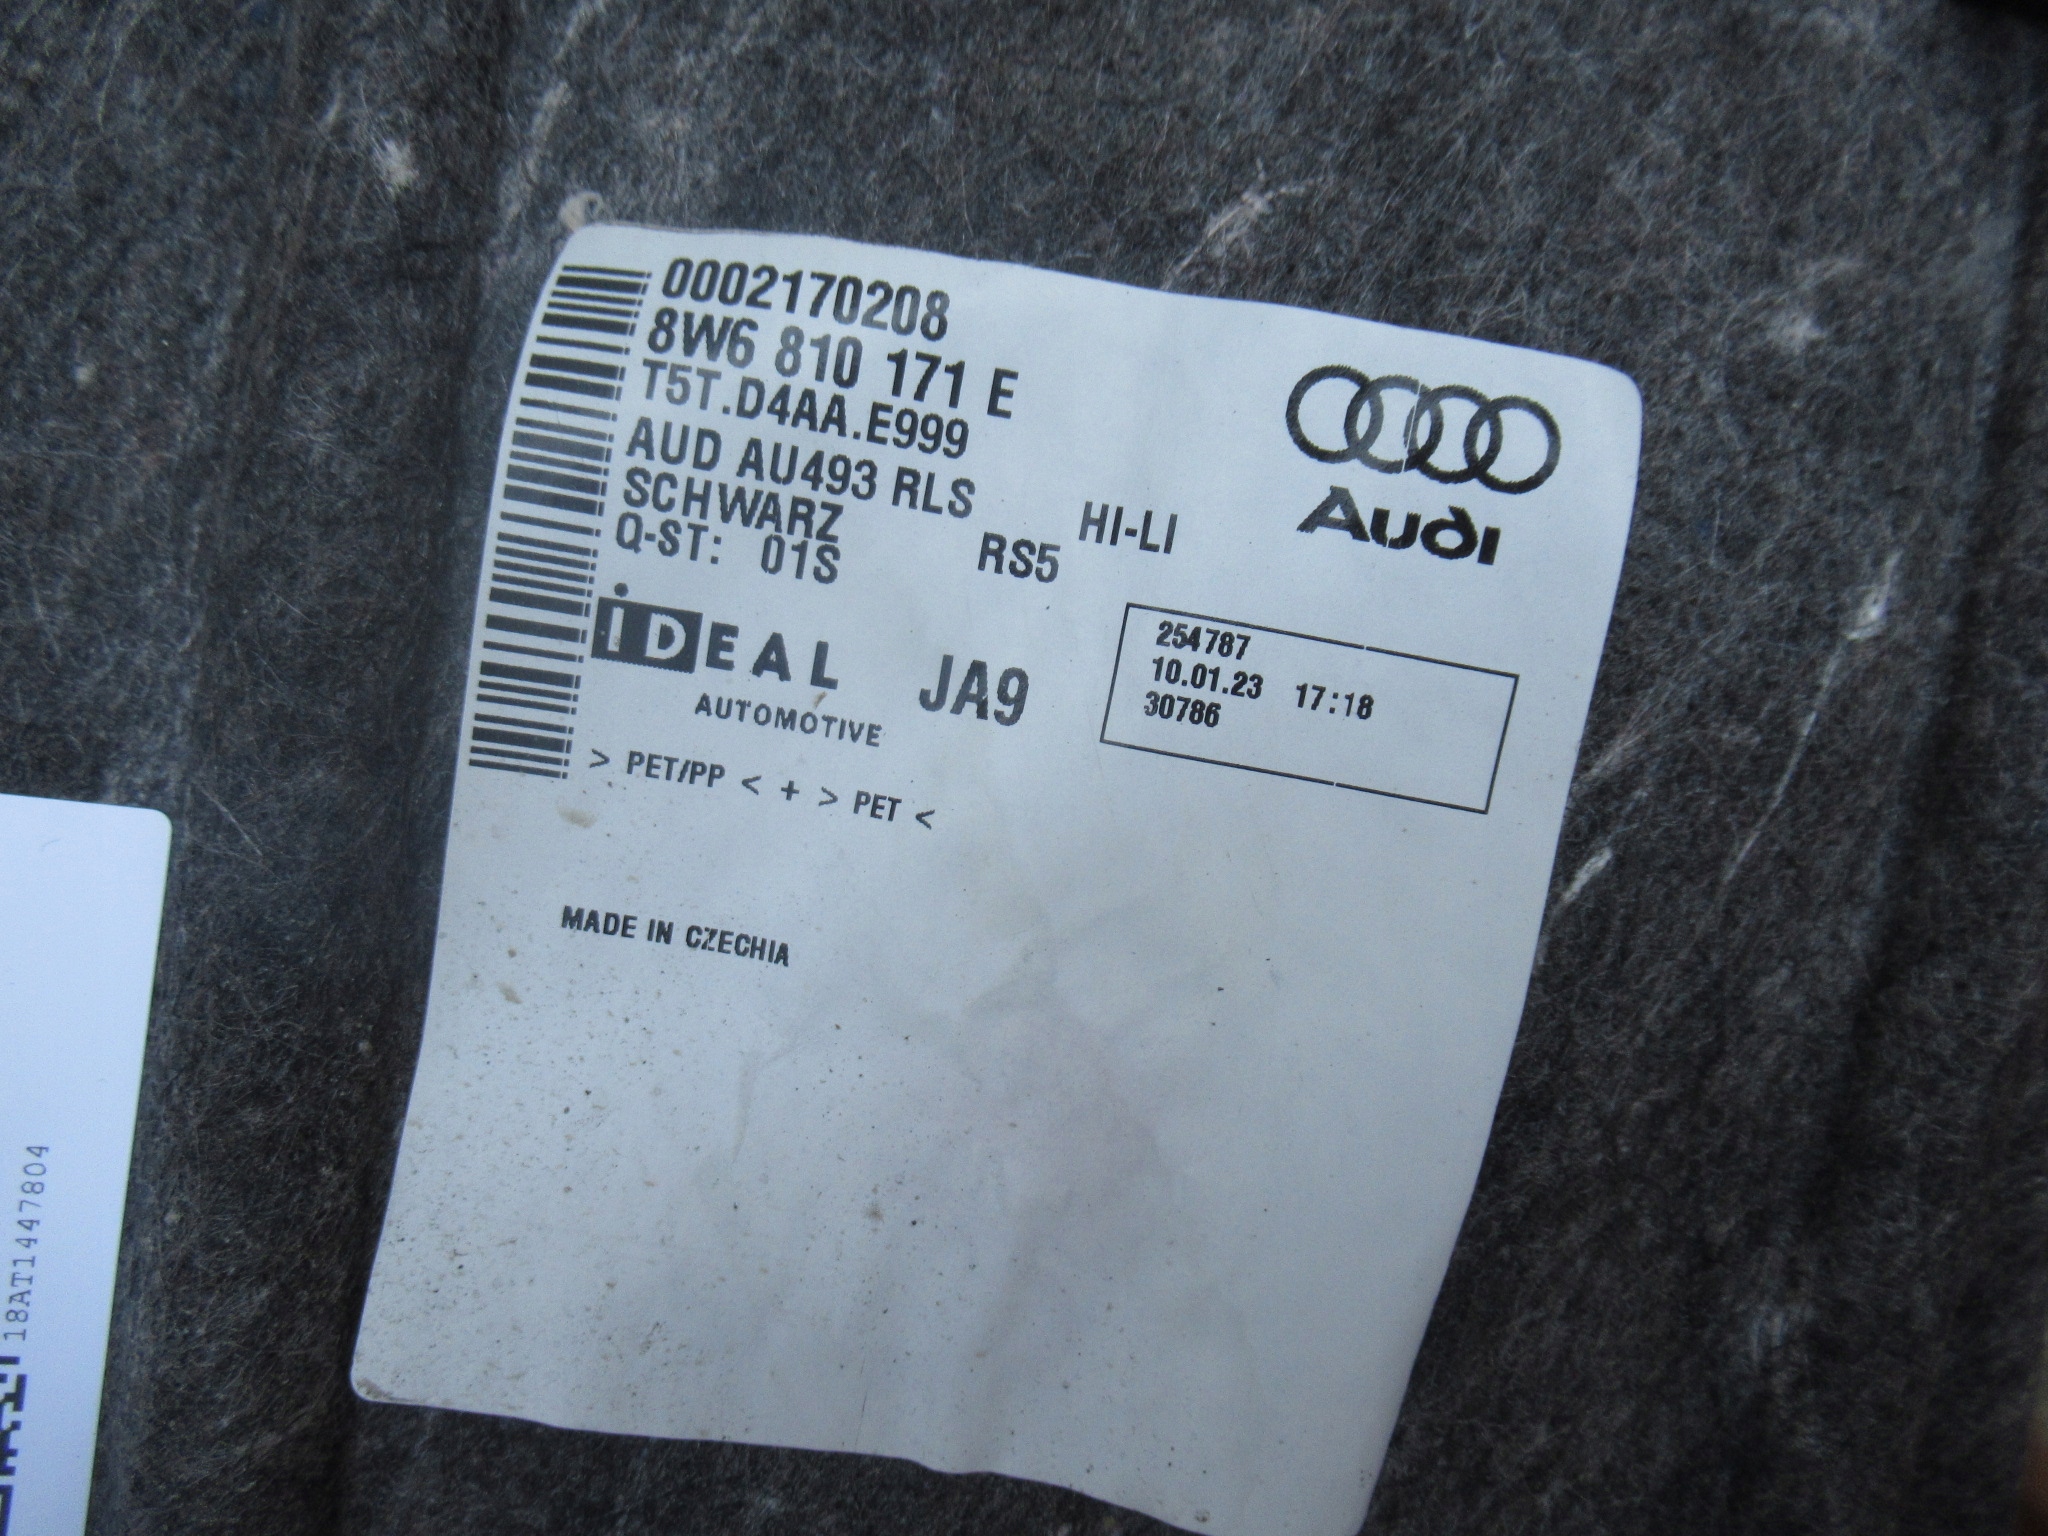 0002170208
8W6 810 171 E
T5T.D4AA.E999
AUD AU493 RLS
SCHWARZ
HI-LI
Q-ST: 01S
RS5
Audi
iDEAL
AUTOMOTIVE
JA9
254787
10.01.23 17:18
30786
> PET/PP < + > PET <
MADE IN CZECHIA
18AT1447804